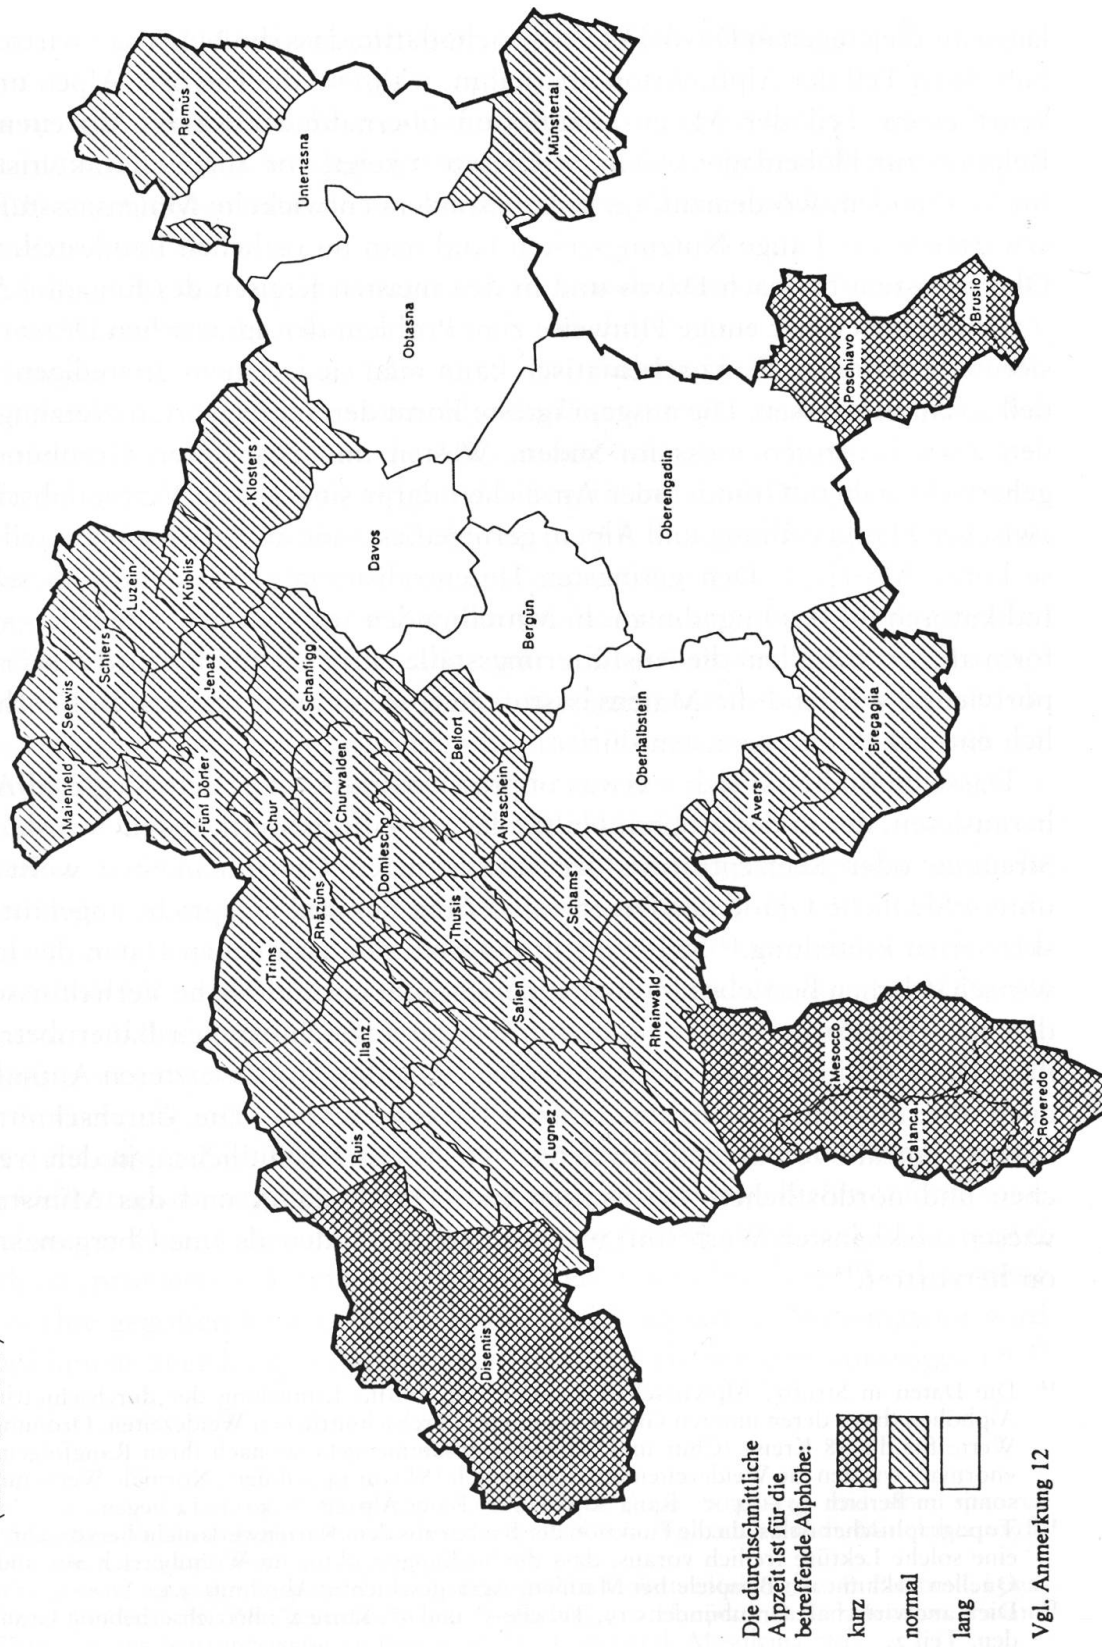 Remüs
Münstertal
Untertasna
Obtasna
Brusio
Poschiavo
Klosters
Luzein
Küblis
Davos
Oberengadin
Schiers
Seewis
Jenaz
Schanfigg
Bergün
Maienfeld
Fünf Dörfer
Chur
Churwalden
Belfort
Oberhalbstein
Bregaglia
Alvaschein
Avers
Domleschg
Rhäzüns
Trins
Thusis
Schams
Safien
Ilanz
Rheinwald
Mesocco
Ruis
Lugnez
Calanca
Roveredo
Disentis
Die durchschnittliche
Alpzeit ist für die
betreffende Alphöhe:
kurz
normal
lang
Vgl. Anmerkung 12